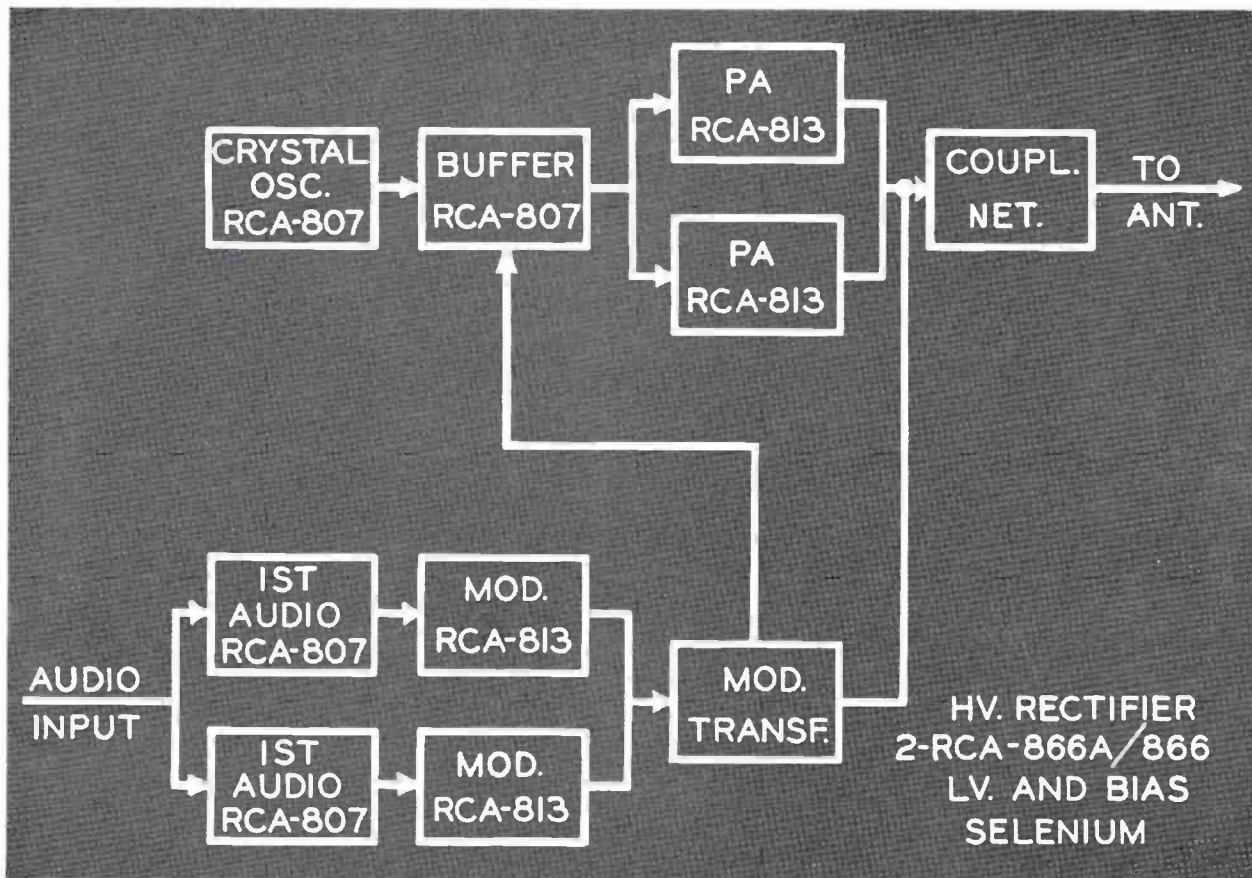 CRYSTAL
OSC.
RCA-807
BUFFER
RCA-807
PA
RCA-813
PA
RCA-813
COUPL.
NET.
TO
ANT.
AUDIO
INPUT
1ST
AUDIO
RCA-807
MOD.
RCA-813
1ST
AUDIO
RCA-807
MOD.
RCA-813
MOD.
TRANSF.
HV. RECTIFIER
2-RCA-866A/866
LV. AND BIAS
SELENIUM